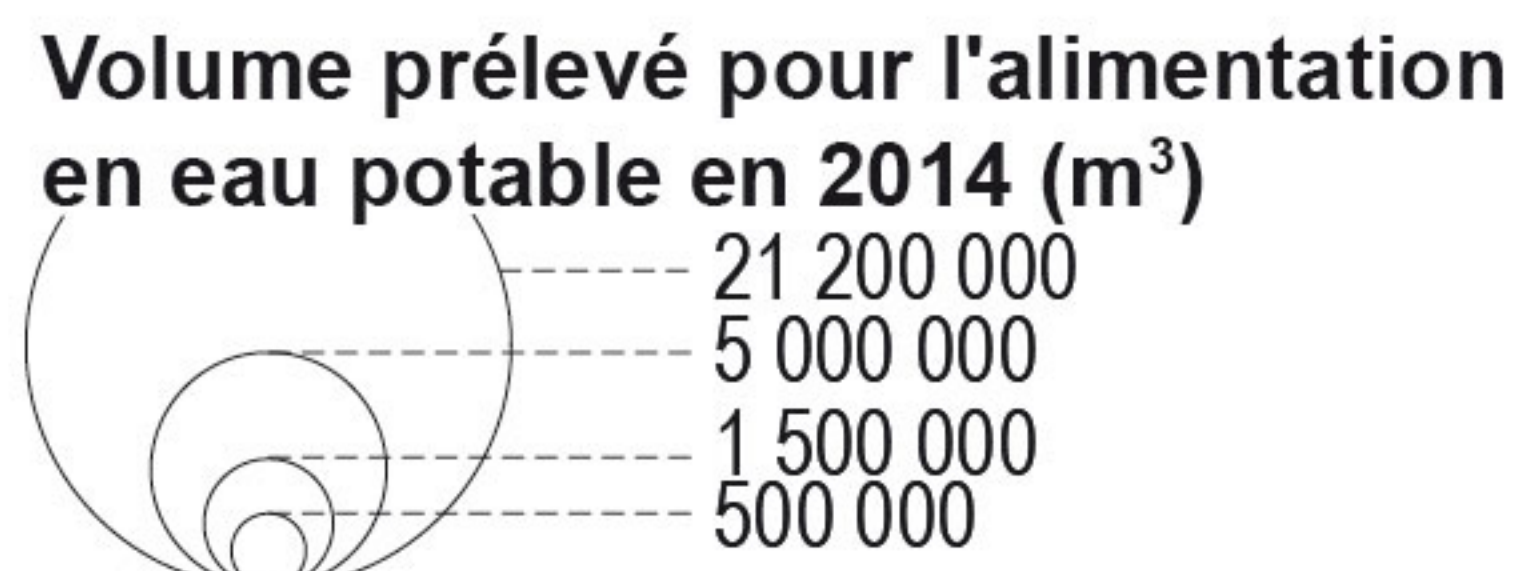 Volume prélevé pour l'alimentation
en eau potable en 2014 (m³)
21 200 000
5 000 000
1 500 000
500 000